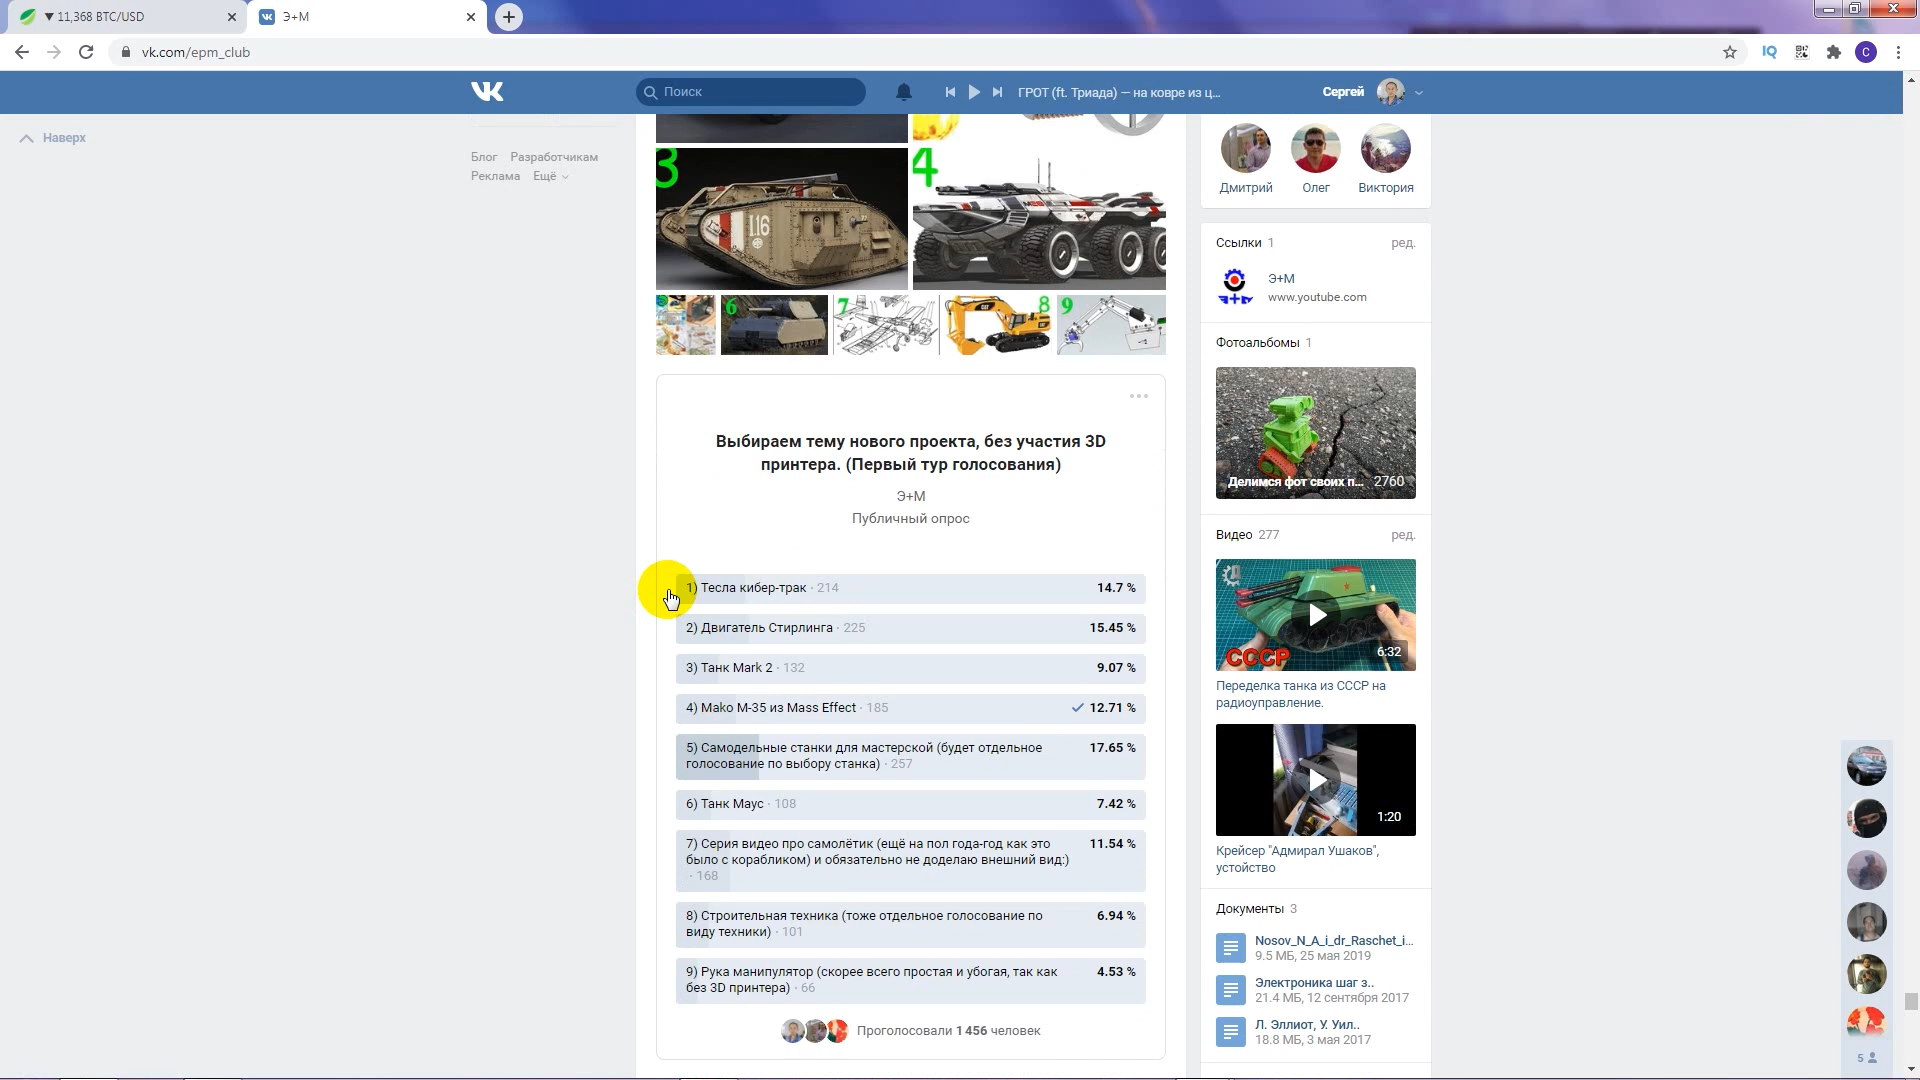 ▼ 11,368 BTC/USD
Э+М
vk.com/epm_club
IQ
C
Поиск
ГРОТ (ft. Триада) — на ковре из ц...
Сергей
Наверх
Блог Разработчикам
Реклама Ещё
3
I.16
4
6
7
8
9
Выбираем тему нового проекта, без участия 3D
принтера. (Первый тур голосования)
Э+М
Публичный опрос
1) Тесла кибер-трак · 214 14.7 %
2) Двигатель Стирлинга · 225 15.45 %
3) Танк Mark 2 · 132 9.07 %
4) Mako M-35 из Mass Effect · 185 12.71 %
5) Самодельные станки для мастерской (будет отдельное 17.65 %
голосование по выбору станка) · 257
6) Танк Маус · 108 7.42 %
7) Серия видео про самолётик (ещё на пол года-год как это 11.54 %
было с корабликом) и обязательно не доделаю внешний вид:)
· 168
8) Строительная техника (тоже отдельное голосование по 6.94 %
виду техники) · 101
9) Рука манипулятор (скорее всего простая и убогая, так как 4.53 %
без 3D принтера) · 66
Проголосовали 1 456 человек
Дмитрий Олег Виктория
Ссылки 1 ред.
Э+М
www.youtube.com
Фотоальбомы 1
Делимся фот своих п... 2760
Видео 277 ред.
СССР
6:32
Переделка танка из СССР на
радиоуправление.
1:20
Крейсер "Адмирал Ушаков",
устойство
Документы 3
Nosov_N_A_i_dr_Raschet_i...
9.5 МБ, 25 мая 2019
Электроника шаг з..
21.4 МБ, 12 сентября 2017
Л. Эллиот, У. Уил..
18.8 МБ, 3 мая 2017
5